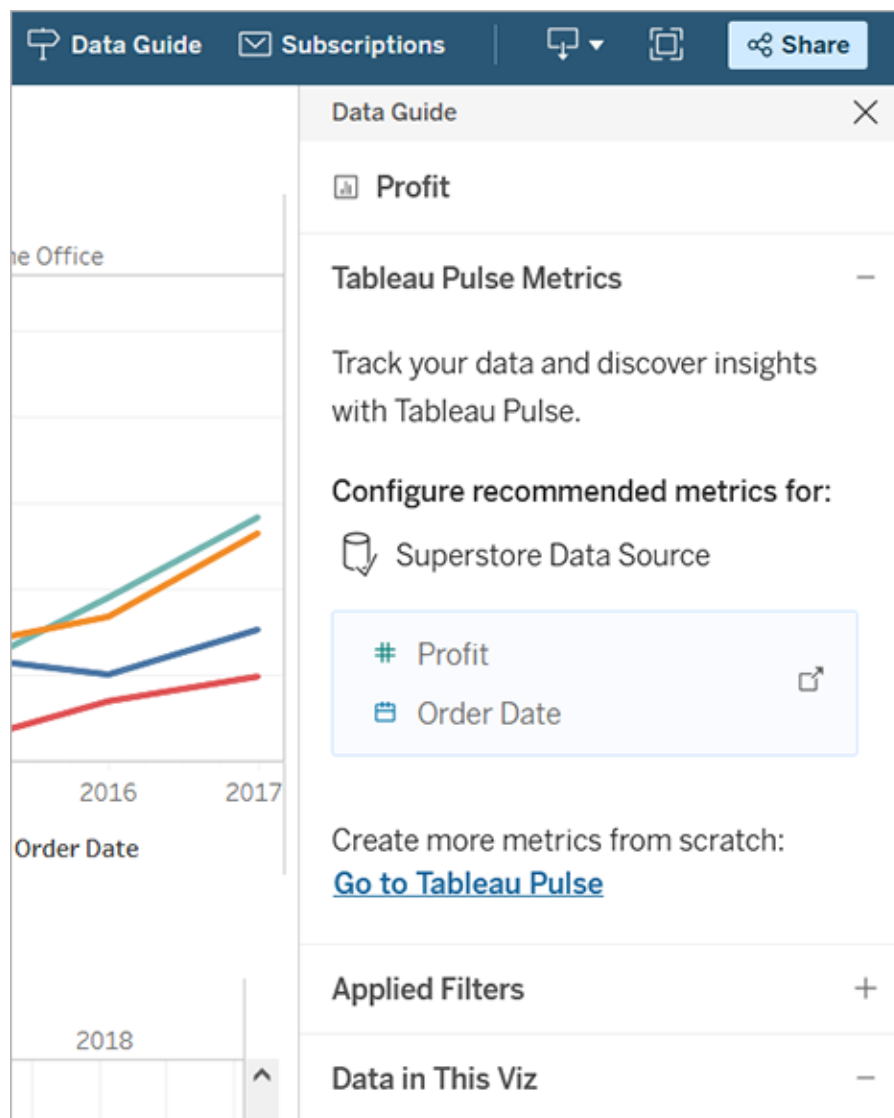 Data Guide
Subscriptions
Share
Data Guide
Profit
Office
Tableau Pulse Metrics
Track your data and discover insights
with Tableau Pulse.
Configure recommended metrics for:
Superstore Data Source
Profit
Order Date
2016
2017
Order Date
Create more metrics from scratch:
Go to Tableau Pulse
Applied Filters
2018
Data in This Viz